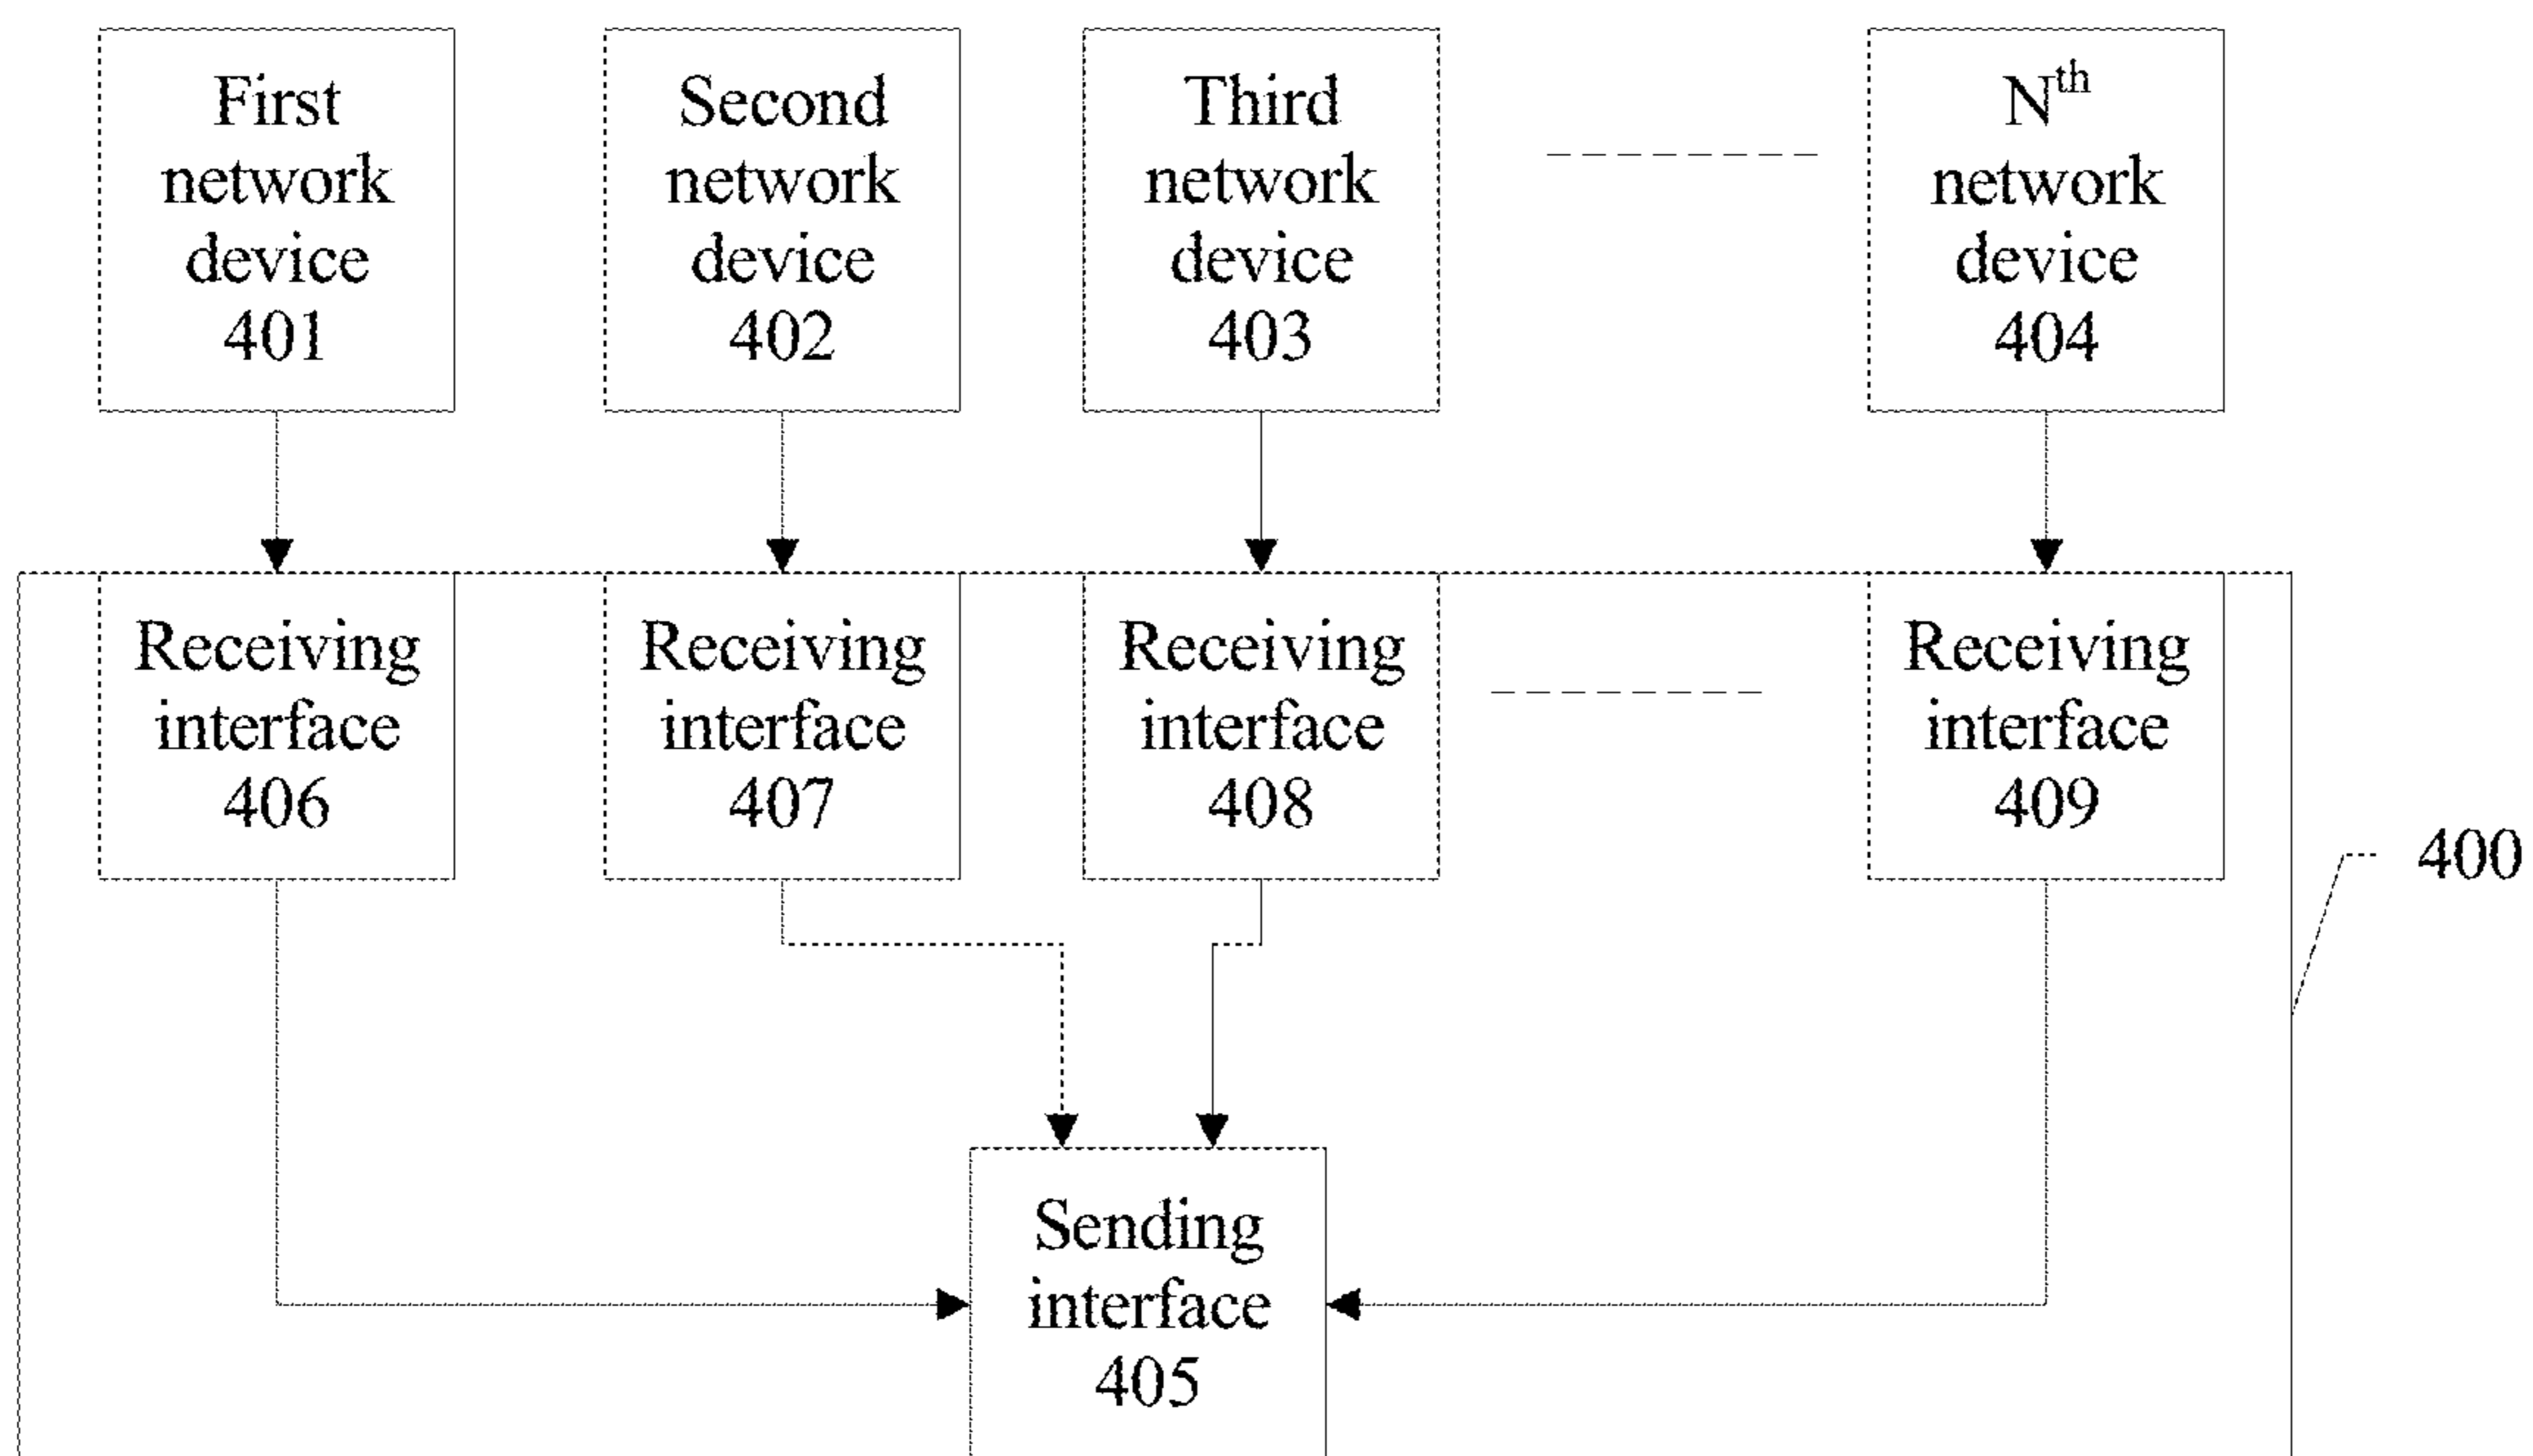 First
network
device
401
Second
network
device
402
Third
network
device
403
Nth
network
device
404
Receiving
interface
406
Receiving
interface
407
Receiving
interface
408
Receiving
interface
409
400
Sending
interface
405